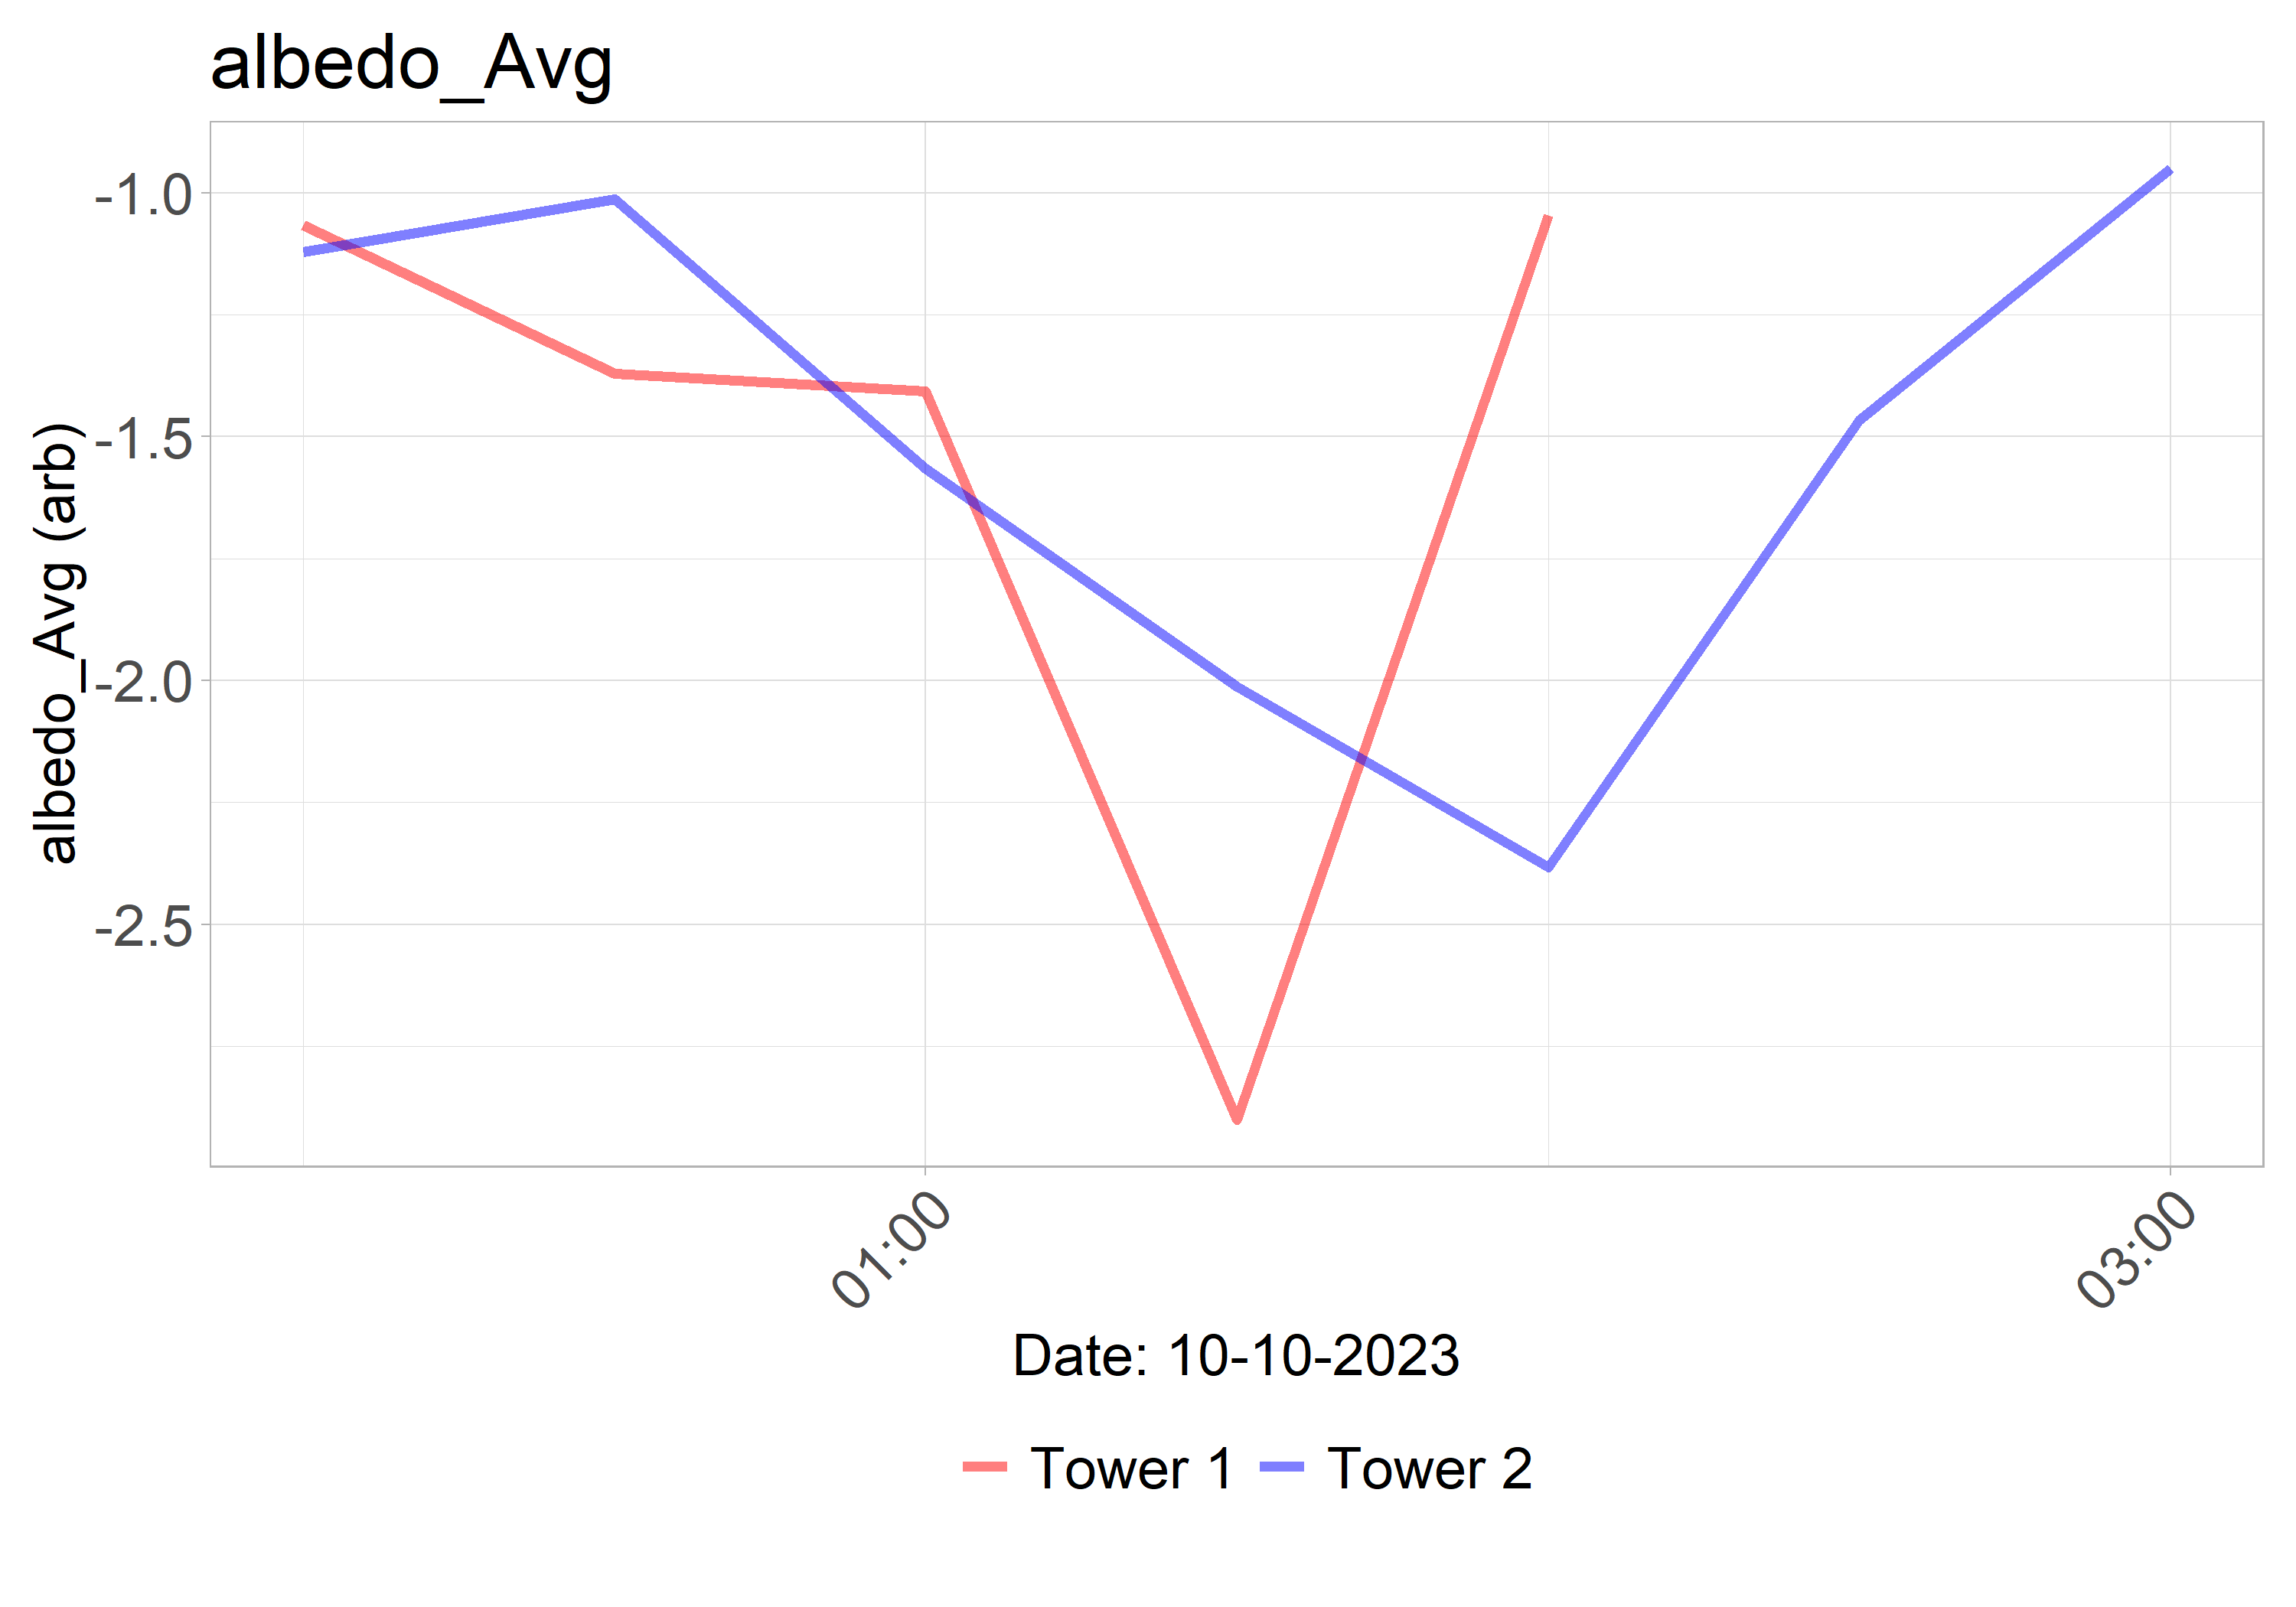 albedo_Avg
albedo_Avg (arb)
-1.0
-1.5
-2.0
-2.5
01:00
03:00
Date: 10-10-2023
Tower 1
Tower 2